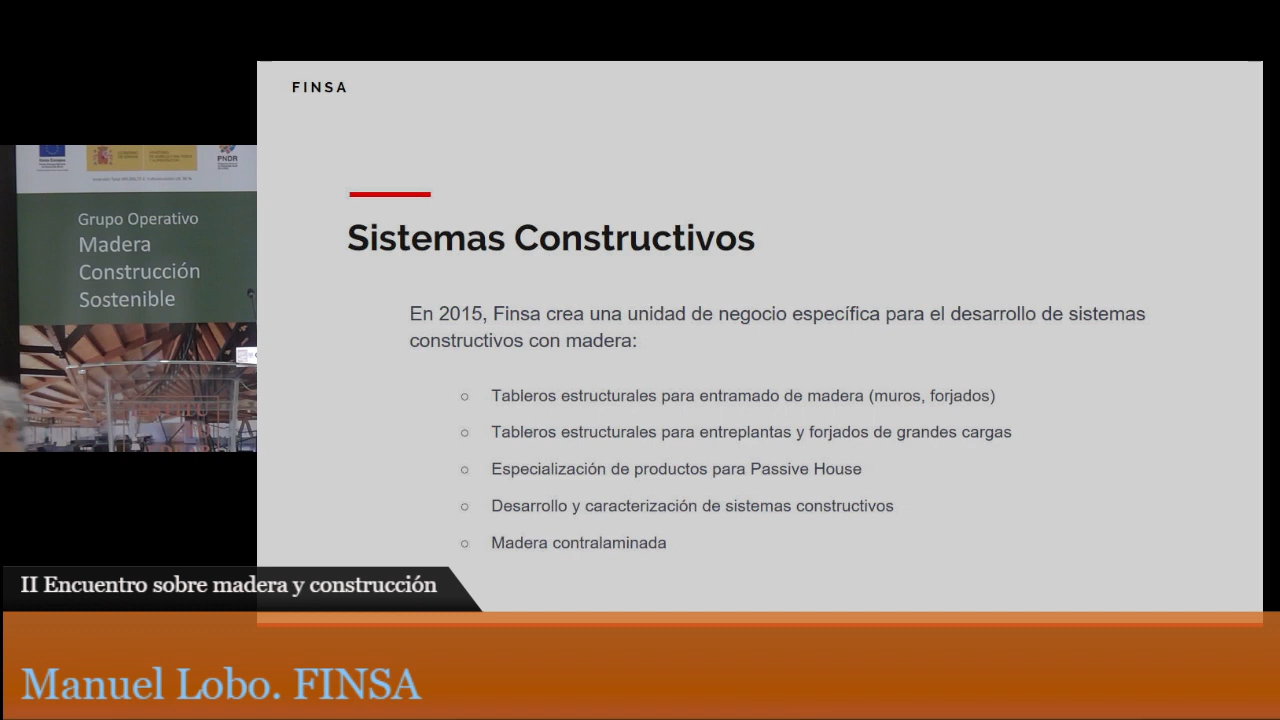 FINSA
Sistemas Constructivos
En 2015, Finsa crea una unidad de negocio específica para el desarrollo de sistemas
constructivos con madera:
Tableros estructurales para entramado de madera (muros, forjados)
Tableros estructurales para entreplantas y forjados de grandes cargas
Especialización de productos para Passive House
Desarrollo y caracterización de sistemas constructivos
Madera contralaminada
PNDR
Grupo Operativo
Madera
Construcción
Sostenible
II Encuentro sobre madera y construcción
Manuel Lobo. FINSA